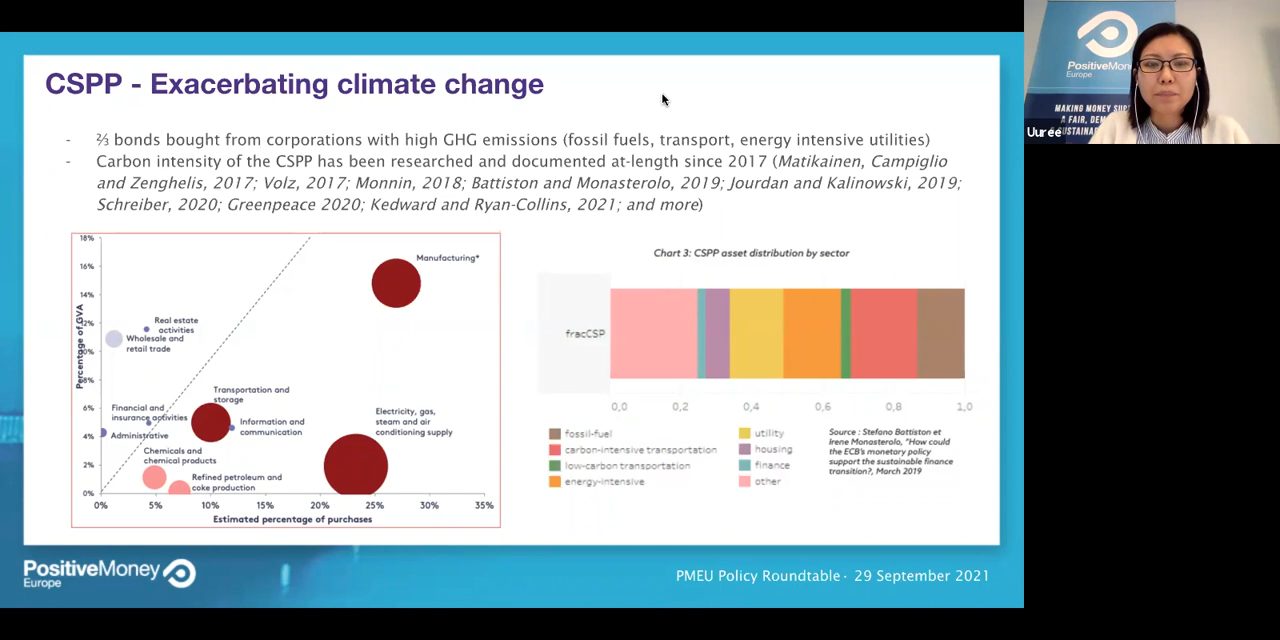 CSPP - Exacerbating climate change
- ⅔ bonds bought from corporations with high GHG emissions (fossil fuels, transport, energy intensive utilities)
- Carbon intensity of the CSPP has been researched and documented at-length since 2017 (Matikainen, Campiglio
and Zenghelis, 2017; Volz, 2017; Monnin, 2018; Battiston and Monasterolo, 2019; Jourdan and Kalinowski, 2019;
Schreiber, 2020; Greenpeace 2020; Kedward and Ryan-Collins, 2021; and more)
18%
16%
14%
12%
10%
8%
6%
4%
2%
0%
Percentage of GVA
Manufacturing*
Real estate
activities
Wholesale and
retail trade
Transportation and
storage
Financial and
insurance activities
Information and
communication
Electricity, gas,
steam and air
conditioning supply
Administrative
Chemicals and
chemical products
Refined petroleum and
coke production
0% 5% 10% 15% 20% 25% 30% 35%
Estimated percentage of purchases
Chart 3: CSPP asset distribution by sector
fracCSP
0,0 0,2 0,4 0,6 0,8 1,0
fossil-fuel
carbon-intensive transportation
low-carbon transportation
energy-intensive
utility
housing
finance
other
Source : Stefano Battiston et
Irene Monasterolo, "How could
the ECB's monetary policy
support the sustainable finance
transition?, March 2019
PositiveMoney
Europe
PMEU Policy Roundtable · 29 September 2021
PositiveMoney
Europe
MAKING MONEY
A FAIR,
Uuree